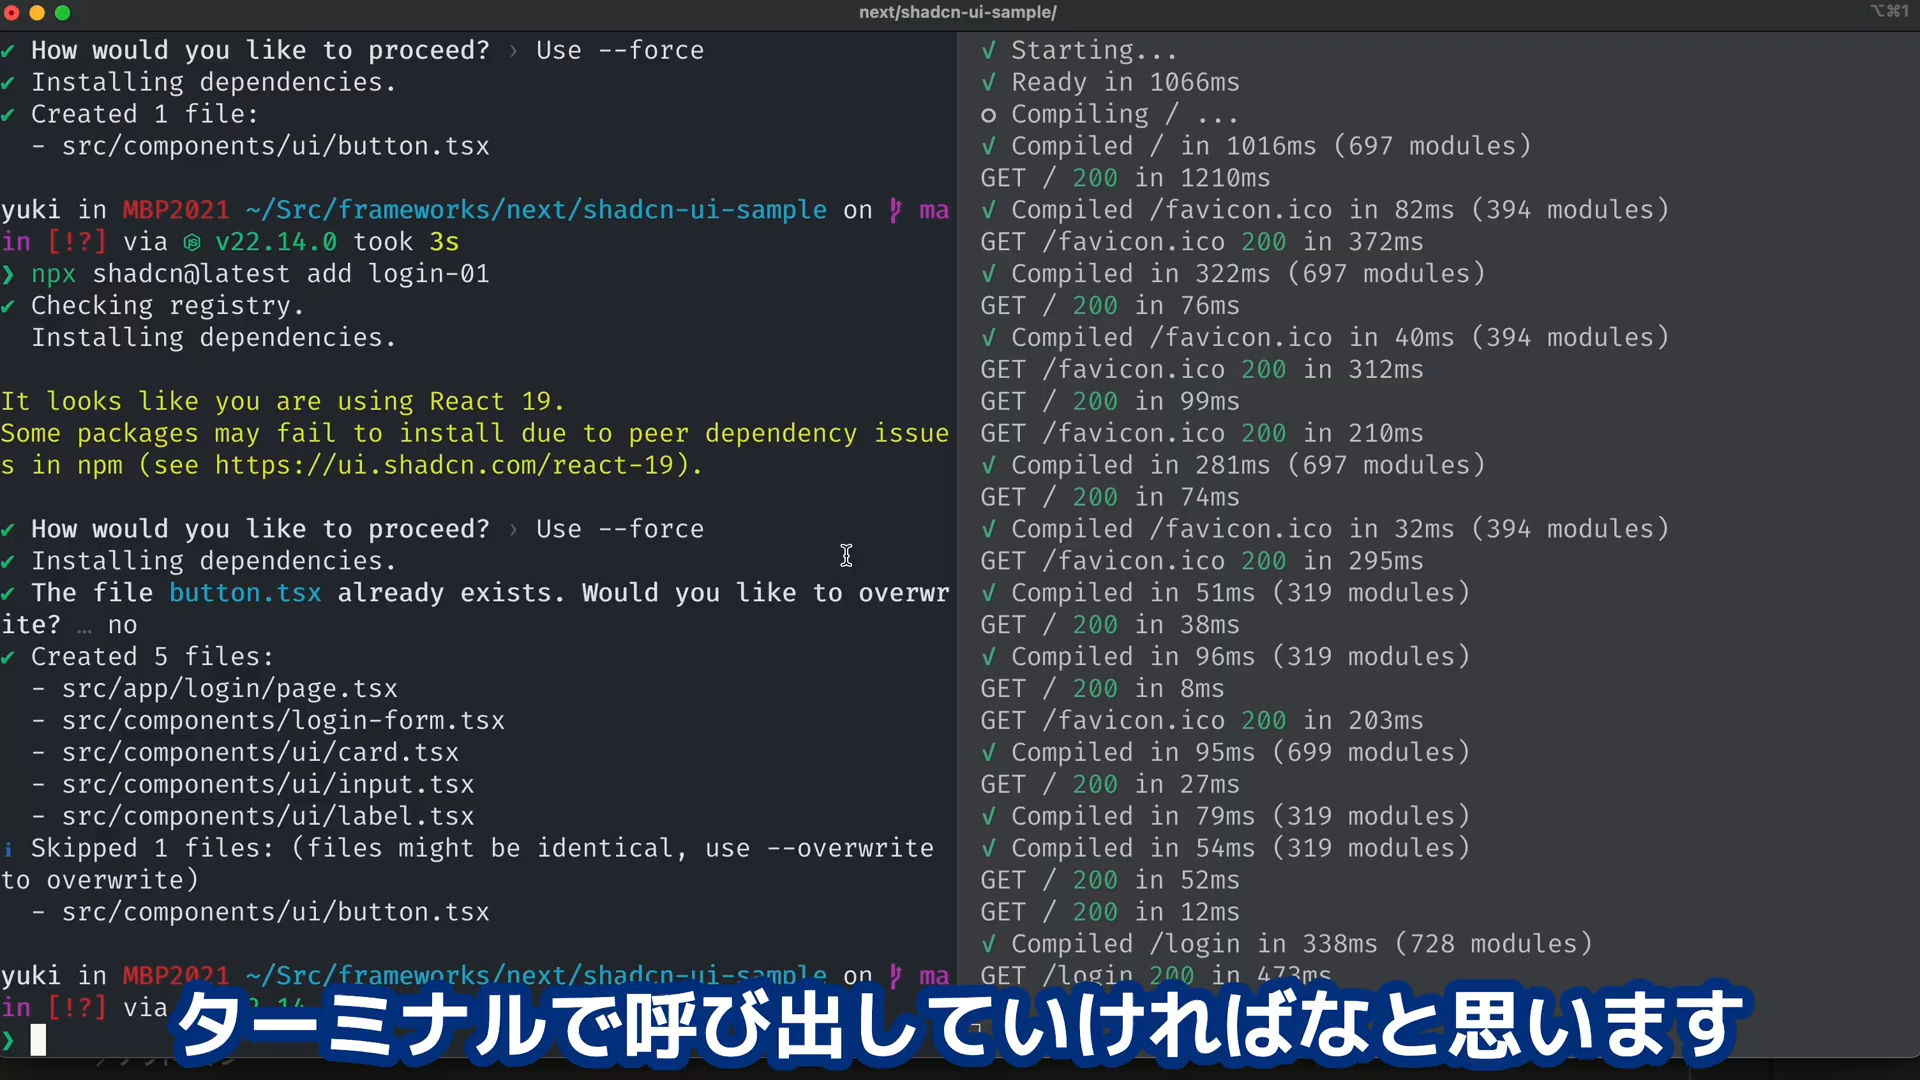 next/shadcn-ui-sample/
⌥⌘1
✔ How would you like to proceed? › Use --force
✔ Installing dependencies.
✔ Created 1 file:
- src/components/ui/button.tsx
yuki in MBP2021 ~/Src/frameworks/next/shadcn-ui-sample on ma
in [!?] via v22.14.0 took 3s
❯ npx shadcn@latest add login-01
✔ Checking registry.
Installing dependencies.
It looks like you are using React 19.
Some packages may fail to install due to peer dependency issue
s in npm (see https://ui.shadcn.com/react-19).
✔ How would you like to proceed? › Use --force
✔ Installing dependencies.
✔ The file button.tsx already exists. Would you like to overwr
ite? … no
✔ Created 5 files:
- src/app/login/page.tsx
- src/components/login-form.tsx
- src/components/ui/card.tsx
- src/components/ui/input.tsx
- src/components/ui/label.tsx
ℹ Skipped 1 files: (files might be identical, use --overwrite
to overwrite)
- src/components/ui/button.tsx
yuki in MBP2021 ~/Src/frameworks/next/shadcn-ui-sample on ma
in [!?] via
❯
✓ Starting...
✓ Ready in 1066ms
○ Compiling / ...
✓ Compiled / in 1016ms (697 modules)
GET / 200 in 1210ms
✓ Compiled /favicon.ico in 82ms (394 modules)
GET /favicon.ico 200 in 372ms
✓ Compiled in 322ms (697 modules)
GET / 200 in 76ms
✓ Compiled /favicon.ico in 40ms (394 modules)
GET /favicon.ico 200 in 312ms
GET / 200 in 99ms
GET /favicon.ico 200 in 210ms
✓ Compiled in 281ms (697 modules)
GET / 200 in 74ms
✓ Compiled /favicon.ico in 32ms (394 modules)
GET /favicon.ico 200 in 295ms
✓ Compiled in 51ms (319 modules)
GET / 200 in 38ms
✓ Compiled in 96ms (319 modules)
GET / 200 in 8ms
GET /favicon.ico 200 in 203ms
✓ Compiled in 95ms (699 modules)
GET / 200 in 27ms
✓ Compiled in 79ms (319 modules)
✓ Compiled in 54ms (319 modules)
GET / 200 in 52ms
GET / 200 in 12ms
✓ Compiled /login in 338ms (728 modules)
GET /login 200 in 473ms
ターミナルで呼び出していければなと思います